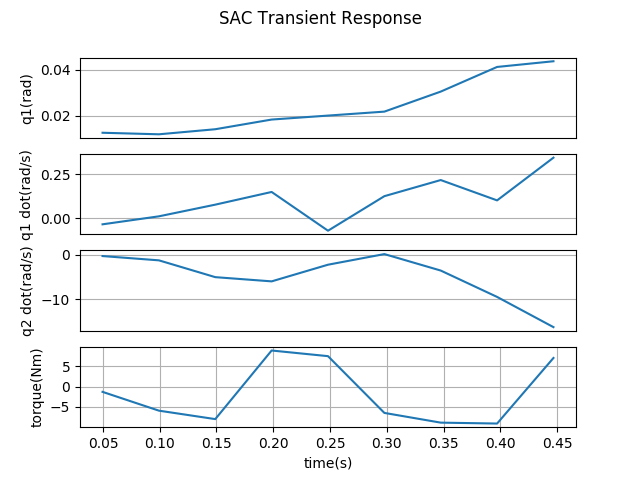 SAC Transient Response
q1(rad)
0.04
0.02
q1 dot(rad/s)
0.25
0.00
q2 dot(rad/s)
0
−10
torque(Nm)
5
0
−5
0.05 0.10 0.15 0.20 0.25 0.30 0.35 0.40 0.45
time(s)